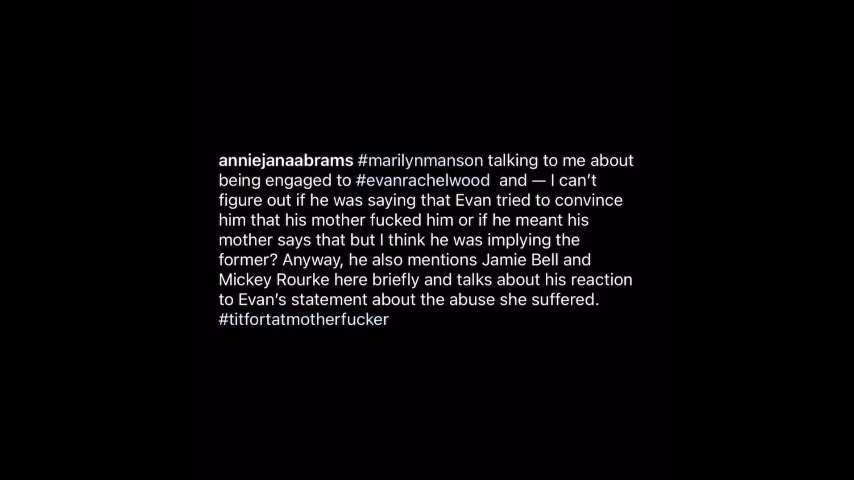 anniejanaabrams #marilynmanson talking to me about
being engaged to #evanrachelwood and — I can't
figure out if he was saying that Evan tried to convince
him that his mother fucked him or if he meant his
mother says that but I think he was implying the
former? Anyway, he also mentions Jamie Bell and
Mickey Rourke here briefly and talks about his reaction
to Evan's statement about the abuse she suffered.
#titfortatmotherfucker